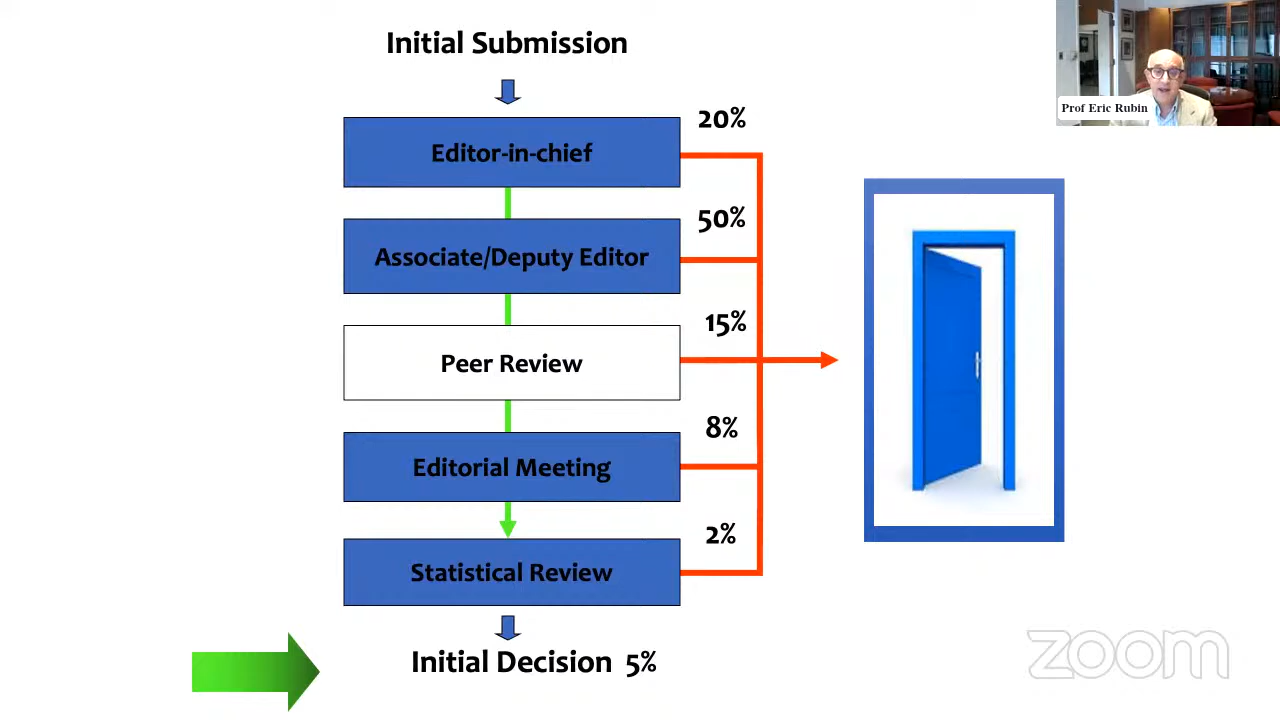 Initial Submission
Prof Eric Rubin
20%
Editor-in-chief
50%
Associate/Deputy Editor
15%
Peer Review
8%
Editorial Meeting
2%
Statistical Review
Initial Decision 5%
zoom